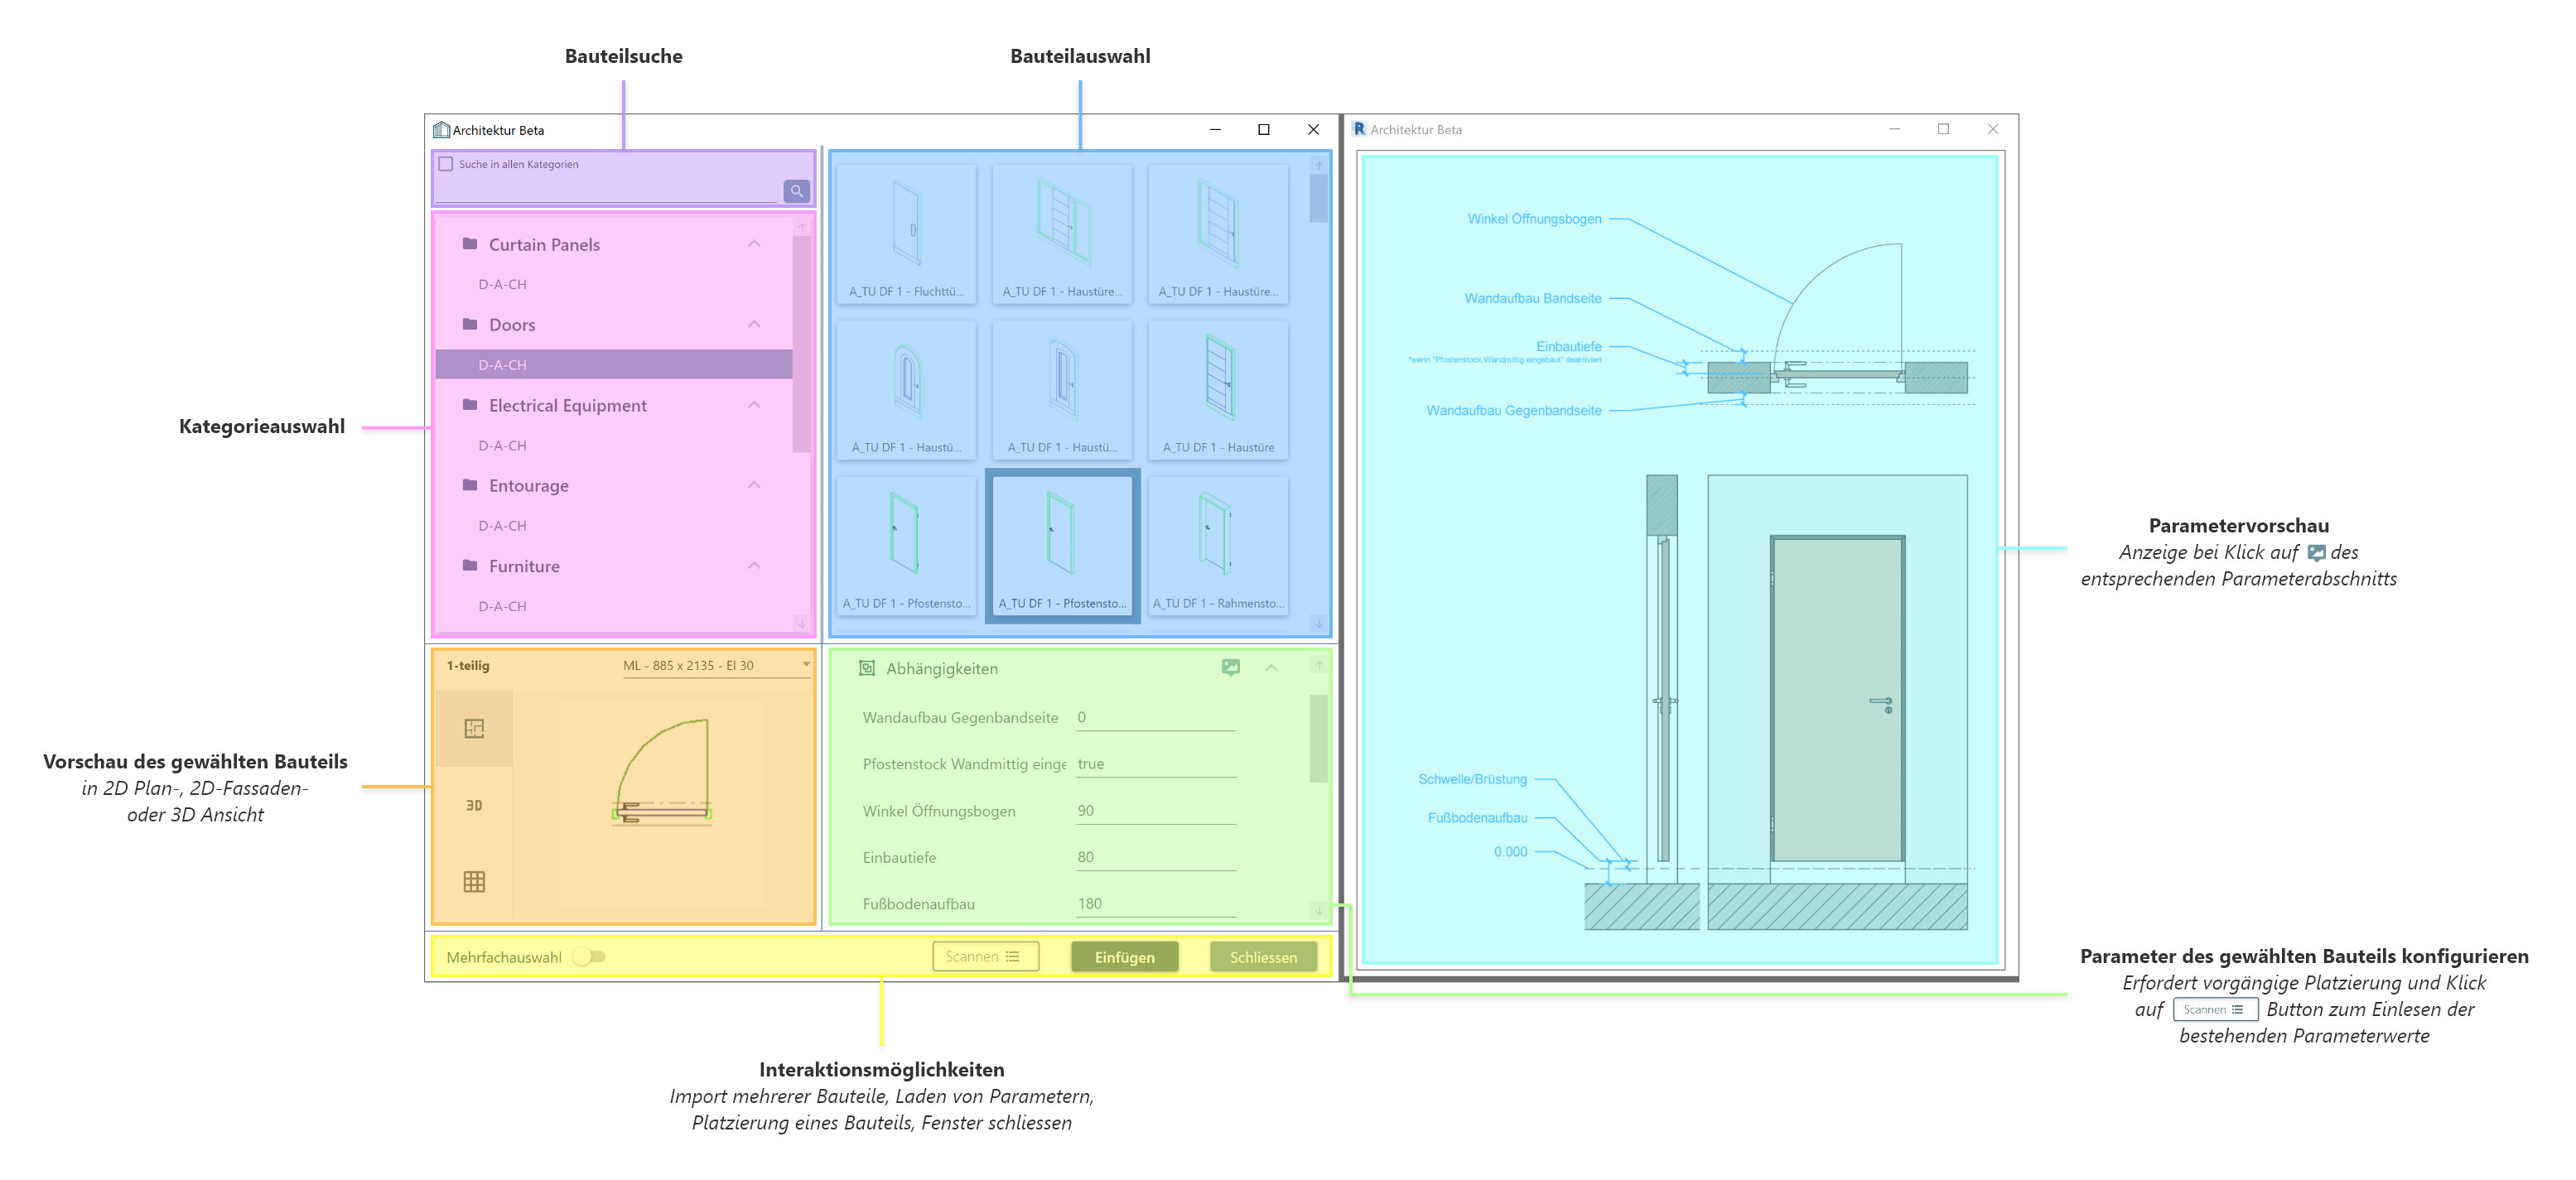 Bauteilsuche
Bauteilauswahl
Architektur Beta
Suche in allen Kategorien
Curtain Panels
D-A-CH
Doors
D-A-CH
Electrical Equipment
D-A-CH
Entourage
D-A-CH
Furniture
D-A-CH
Kategorieauswahl
A_TU DF 1 - Fluchttü...
A_TU DF 1 - Haustüre...
A_TU DF 1 - Haustüre...
A_TU DF 1 - Haustü...
A_TU DF 1 - Haustü...
A_TU DF 1 - Haustüre
A_TU DF 1 - Pfostensto...
A_TU DF 1 - Pfostensto...
A_TU DF 1 - Rahmensto...
1-teilig
ML - 885 x 2135 - EI 30
3D
Vorschau des gewählten Bauteils
in 2D Plan-, 2D-Fassaden-
oder 3D Ansicht
Abhängigkeiten
Wandaufbau Gegenbandseite 0
Pfostenstock Wandmittig einge true
Winkel Öffnungsbogen 90
Einbautiefe 80
Fußbodenaufbau 180
Mehrfachauswahl
Scannen
Einfügen
Schliessen
Interaktionsmöglichkeiten
Import mehrerer Bauteile, Laden von Parametern,
Platzierung eines Bauteils, Fenster schliessen
R Architektur Beta
Winkel Öffnungsbogen
Wandaufbau Bandseite
Einbautiefe
*wenn "Pfostenstock Wandmittig eingebaut" deaktiviert
Wandaufbau Gegenbandseite
Schwelle/Brüstung
Fußbodenaufbau
0.000
Parametervorschau
Anzeige bei Klick auf des
entsprechenden Parameterabschnitts
Parameter des gewählten Bauteils konfigurieren
Erfordert vorgängige Platzierung und Klick
auf Scannen Button zum Einlesen der
bestehenden Parameterwerte